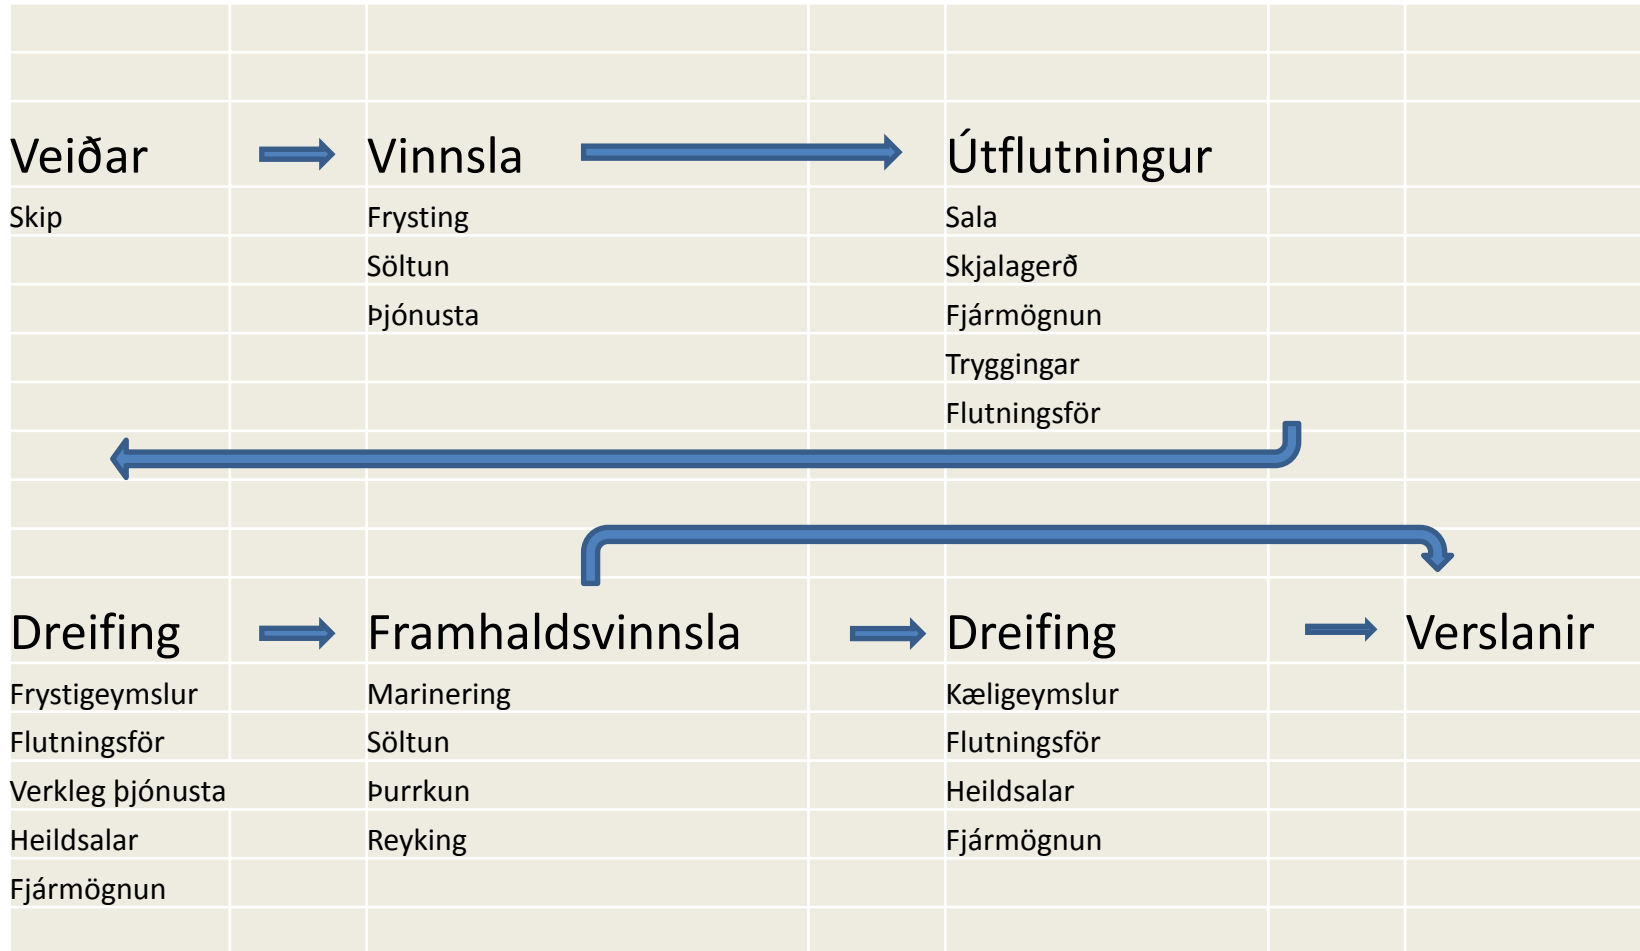 Veiðar Vinnsla Útflutningur
Skip Frysting Sala
Söltun Skjalagerð
Þjónusta Fjármögnun
Tryggingar
Flutningsför
Dreifing Framhaldsvinnsla Dreifing Verslanir
Frystigeymslur Marinering Kæligeymslur
Flutningsför Söltun Flutningsför
Verkleg þjónusta Þurrkun Heildsalar
Heildsalar Reyking Fjármögnun
Fjármögnun